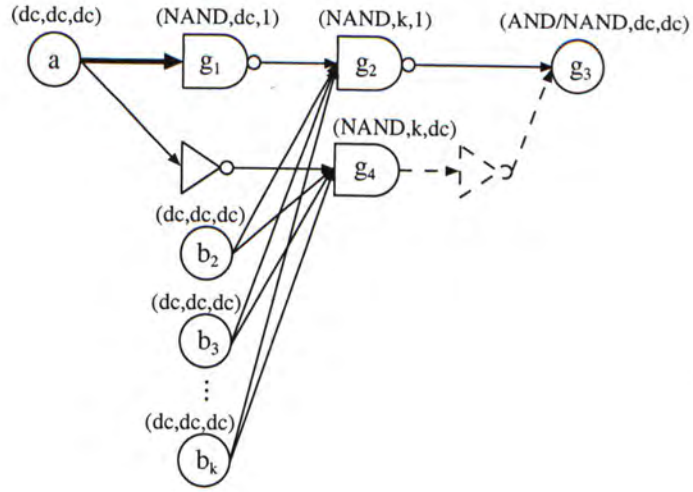 (dc,dc,dc) (NAND,dc,1) (NAND,k,1) (AND/NAND,dc,dc)
a g₁ g₂ g₃
(NAND,k,dc)
g₄
(dc,dc,dc)
b₂
(dc,dc,dc)
b₃
⋮
(dc,dc,dc)
bₖ